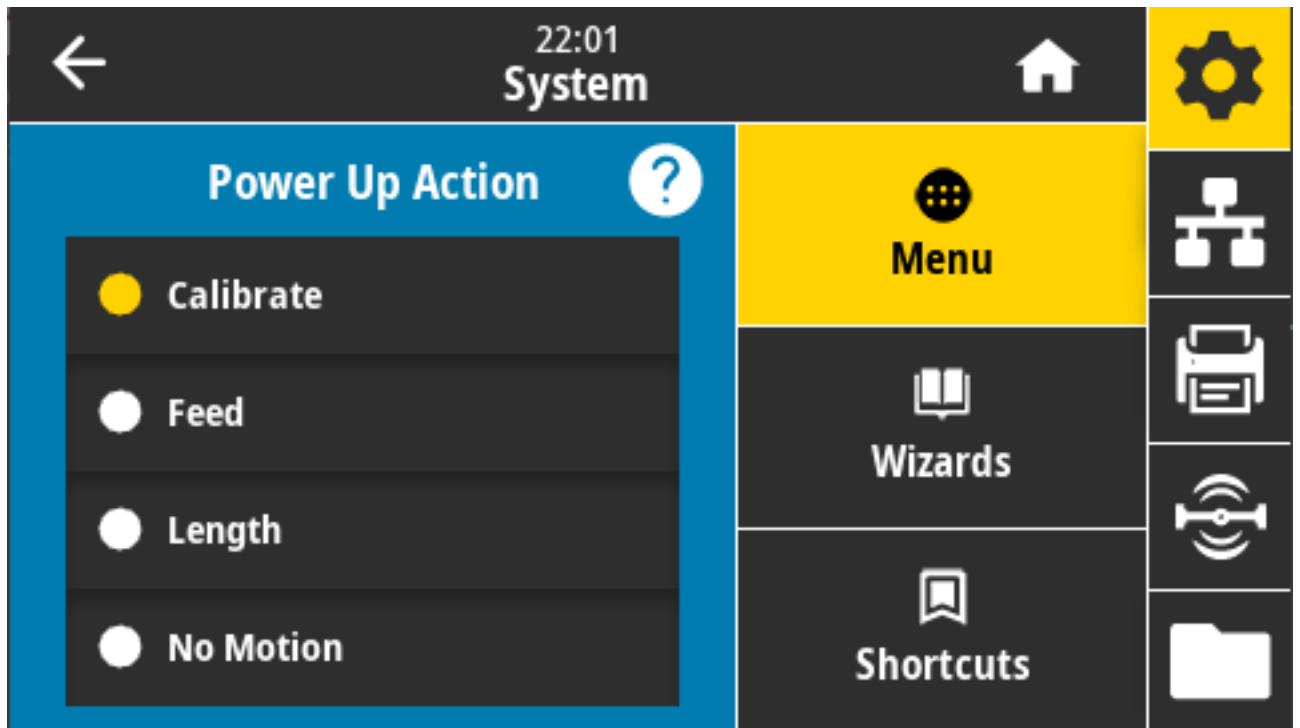 22:01
System
Power Up Action
?
Calibrate
Feed
Length
No Motion
Menu
Wizards
Shortcuts